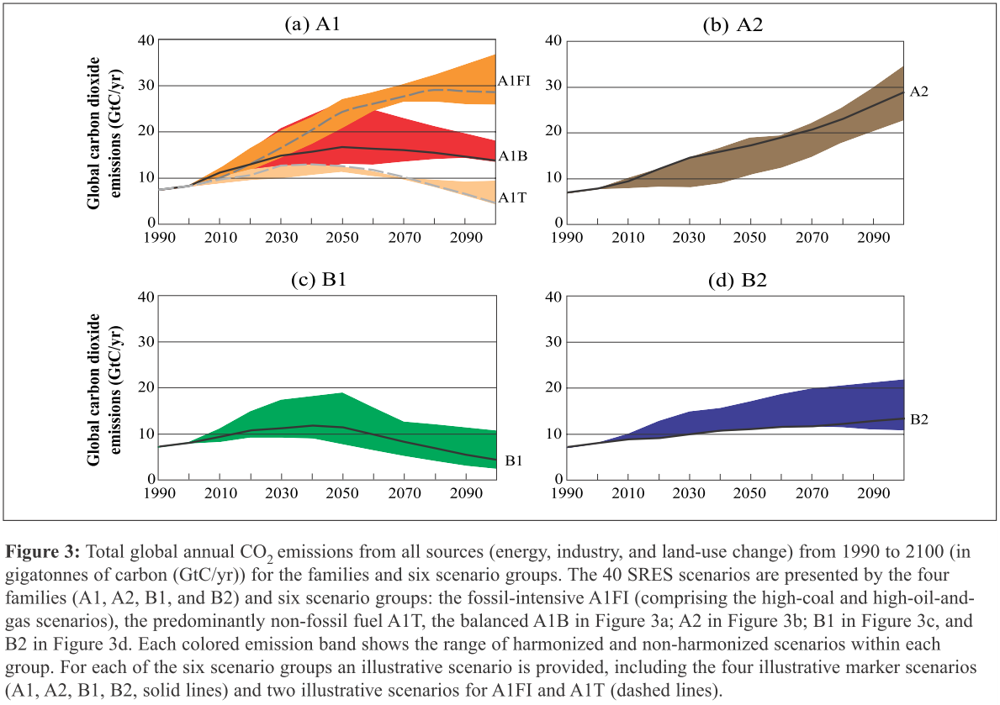 (a) A1
(b) A2
Global carbon dioxide
emissions (GtC/yr)
40
30
20
10
0
1990 2010 2030 2050 2070 2090
A1FI
A1B
A1T
40
30
20
10
0
1990 2010 2030 2050 2070 2090
A2
(c) B1
(d) B2
Global carbon dioxide
emissions (GtC/yr)
40
30
20
10
0
1990 2010 2030 2050 2070 2090
B1
40
30
20
10
0
1990 2010 2030 2050 2070 2090
B2
Figure 3: Total global annual CO2 emissions from all sources (energy, industry, and land-use change) from 1990 to 2100 (in
gigatonnes of carbon (GtC/yr)) for the families and six scenario groups. The 40 SRES scenarios are presented by the four
families (A1, A2, B1, and B2) and six scenario groups: the fossil-intensive A1FI (comprising the high-coal and high-oil-and-
gas scenarios), the predominantly non-fossil fuel A1T, the balanced A1B in Figure 3a; A2 in Figure 3b; B1 in Figure 3c, and
B2 in Figure 3d. Each colored emission band shows the range of harmonized and non-harmonized scenarios within each
group. For each of the six scenario groups an illustrative scenario is provided, including the four illustrative marker scenarios
(A1, A2, B1, B2, solid lines) and two illustrative scenarios for A1FI and A1T (dashed lines).